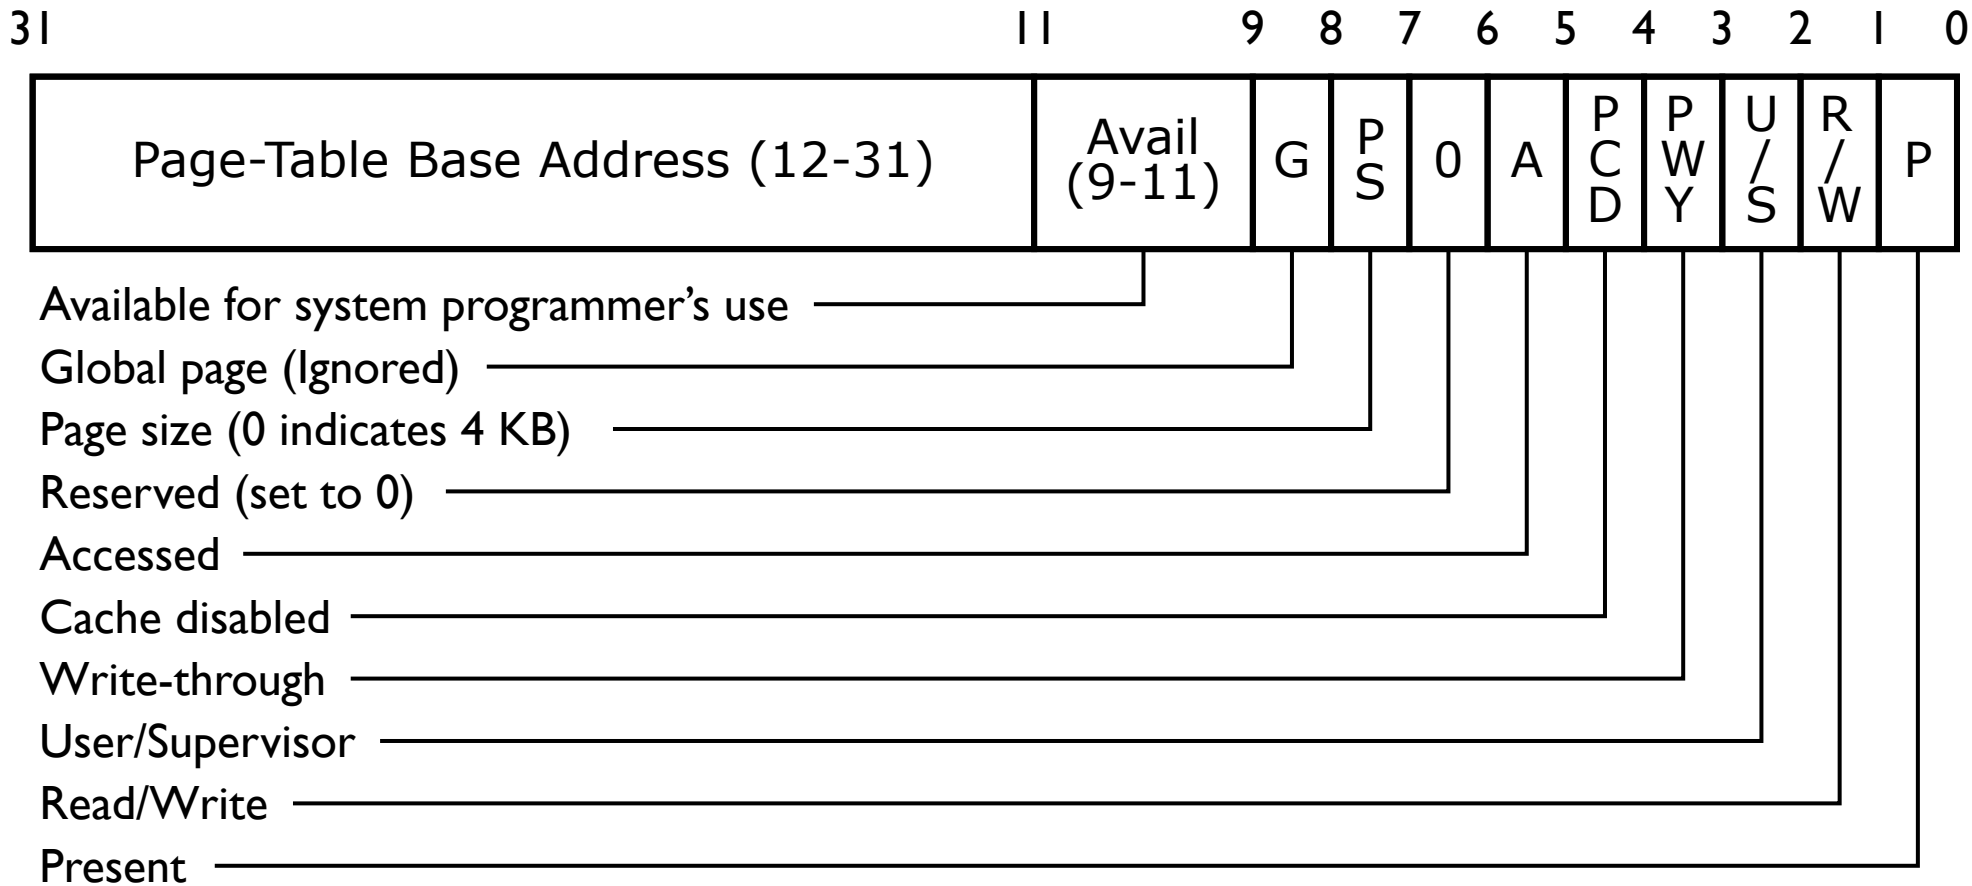 31 11 9 8 7 6 5 4 3 2 1 0
Page-Table Base Address (12-31)
Avail
(9-11)
G
P
S
0
A
P
C
D
P
W
Y
U
/
S
R
/
W
P
Available for system programmer’s use
Global page (Ignored)
Page size (0 indicates 4 KB)
Reserved (set to 0)
Accessed
Cache disabled
Write-through
User/Supervisor
Read/Write
Present